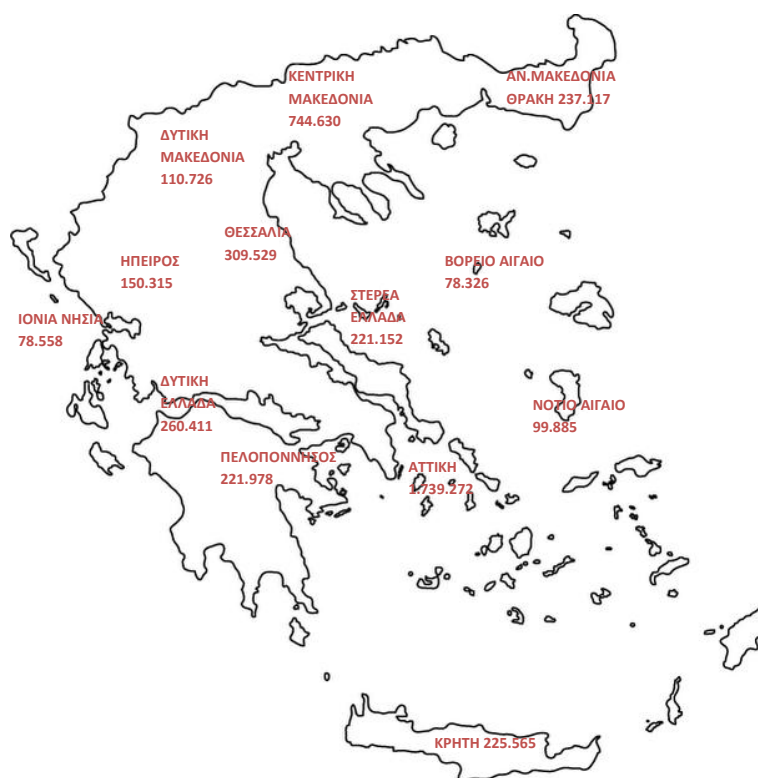 ΚΕΝΤΡΙΚΗ
ΜΑΚΕΔΟΝΙΑ
744.630
ΑΝ.ΜΑΚΕΔΟΝΙΑ
ΘΡΑΚΗ 237.117
ΔΥΤΙΚΗ
ΜΑΚΕΔΟΝΙΑ
110.726
ΘΕΣΣΑΛΙΑ
309.529
ΗΠΕΙΡΟΣ
150.315
ΒΟΡΕΙΟ ΑΙΓΑΙΟ
78.326
ΣΤΕΡΕΑ
ΕΛΛΑΔΑ
221.152
ΙΟΝΙΑ ΝΗΣΙΑ
78.558
ΔΥΤΙΚΗ
ΕΛΛΑΔΑ
260.411
ΝΟΤΙΟ ΑΙΓΑΙΟ
99.885
ΠΕΛΟΠΟΝΝΗΣΟΣ
221.978
ΑΤΤΙΚΗ
1.739.272
ΚΡΗΤΗ 225.565